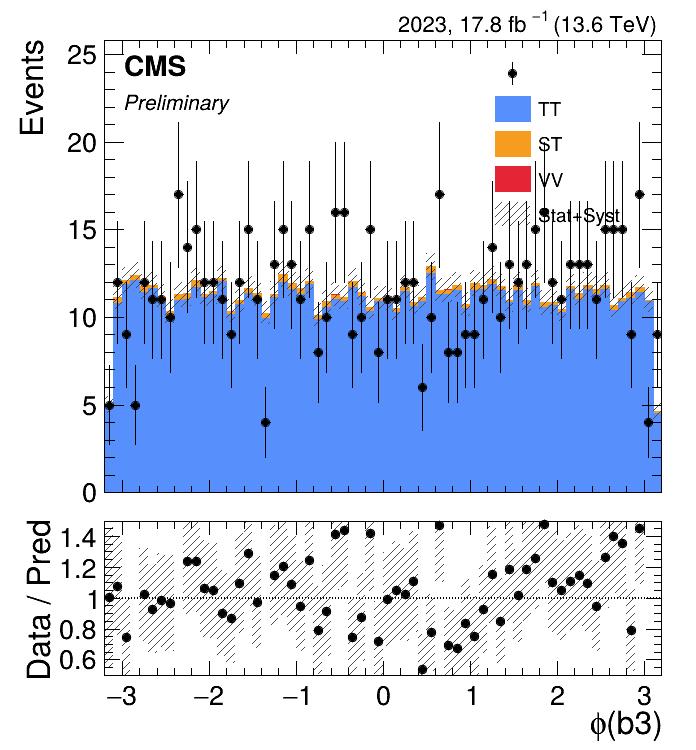 2023, 17.8 fb⁻¹ (13.6 TeV)
Events
CMS
Preliminary
TT
ST
VV
Stat+Syst
25
20
15
10
5
0
Data / Pred
1.4
1.2
1
0.8
0.6
−3 −2 −1 0 1 2 3
ϕ(b3)